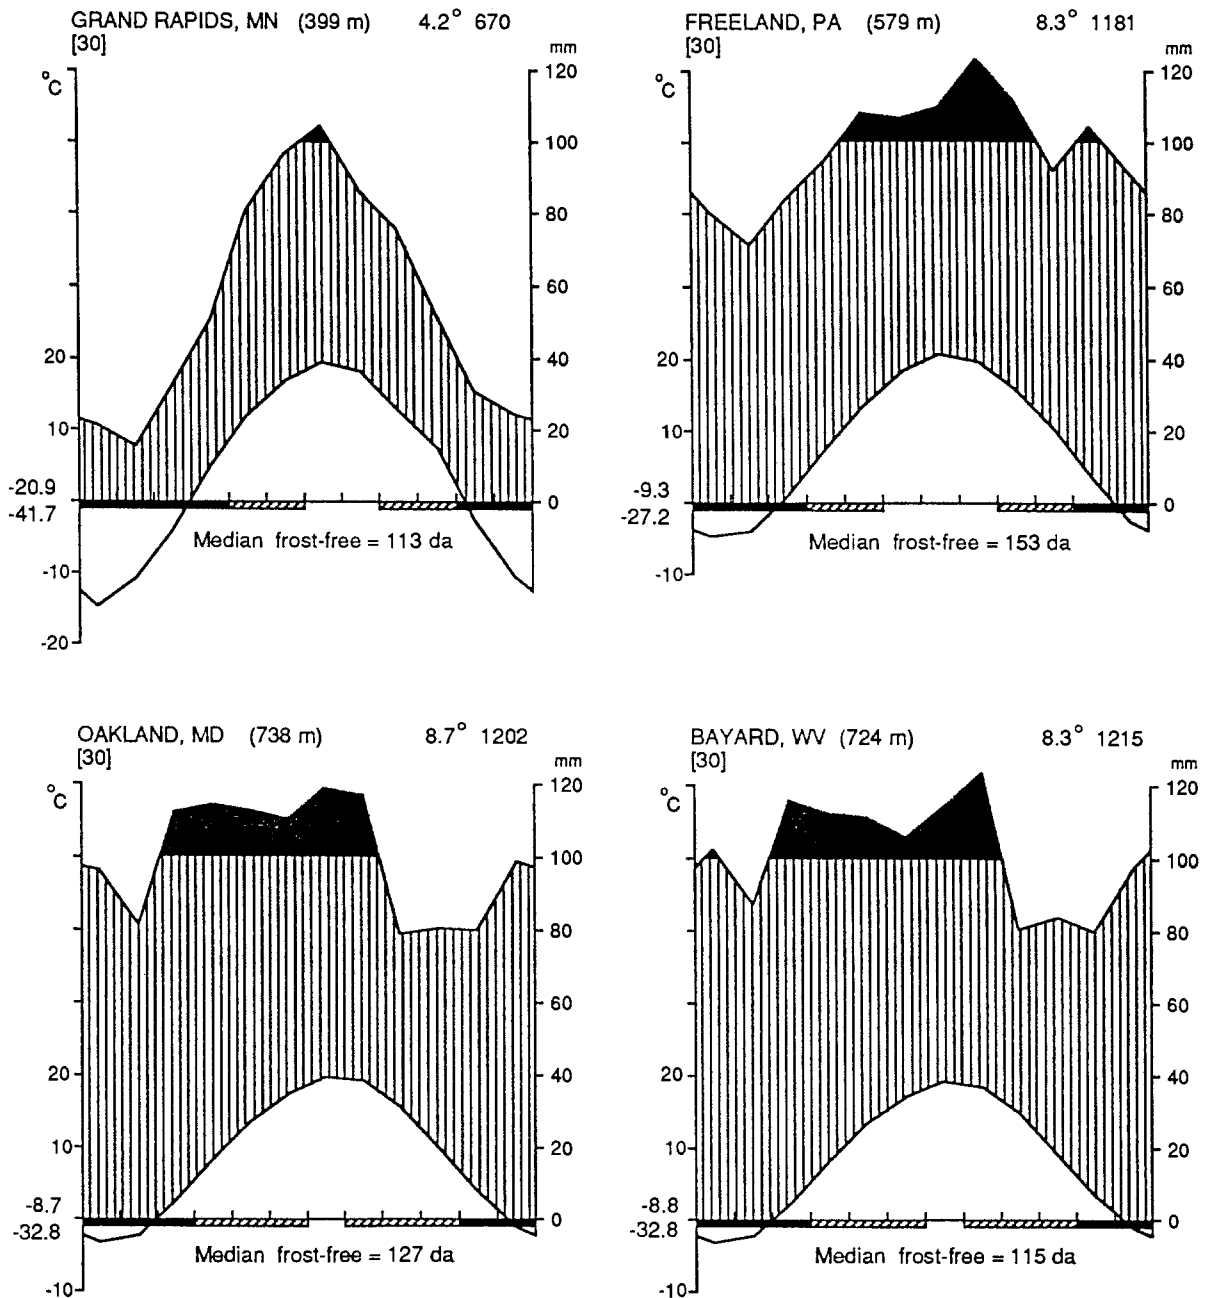 GRAND RAPIDS, MN (399 m) 4.2° 670
[30]
mm
°C
120
100
80
60
20 40
10 20
-20.9
0
-41.7
Median frost-free = 113 da
-10
-20
FREELAND, PA (579 m) 8.3° 1181
[30]
mm
°C
120
100
80
60
20 40
10 20
-9.3
0
-27.2
Median frost-free = 153 da
-10
OAKLAND, MD (738 m) 8.7° 1202
[30]
mm
°C
120
100
80
60
20 40
10 20
-8.7
0
-32.8
Median frost-free = 127 da
-10
BAYARD, WV (724 m) 8.3° 1215
[30]
mm
°C
120
100
80
60
20 40
10 20
-8.8
0
-32.8
Median frost-free = 115 da
-10